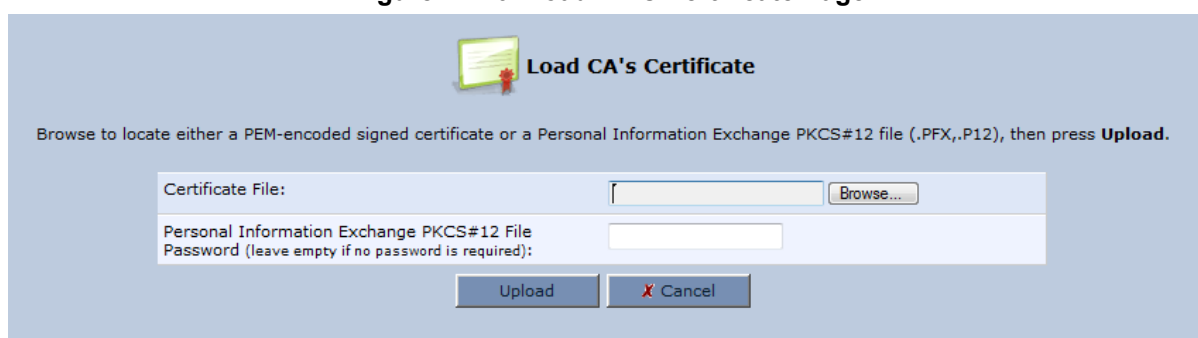 Load CA's Certificate
Browse to locate either a PEM-encoded signed certificate or a Personal Information Exchange PKCS#12 file (.PFX,.P12), then press Upload.
Certificate File:
Browse...
Personal Information Exchange PKCS#12 File
Password (leave empty if no password is required):
Upload
✗ Cancel